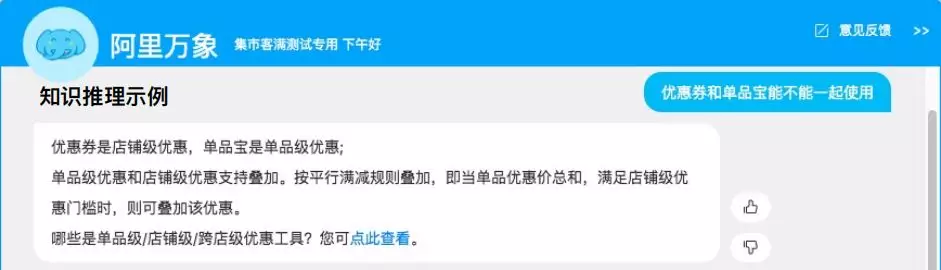 阿里万象
集市客满测试专用 下午好
意见反馈
>>
知识推理示例
优惠券和单品宝能不能一起使用
优惠券是店铺级优惠，单品宝是单品级优惠;
单品级优惠和店铺级优惠支持叠加。按平行满减规则叠加，即当单品优惠价总和，满足店铺级优
惠门槛时，则可叠加该优惠。
哪些是单品级/店铺级/跨店级优惠工具？您可点此查看。